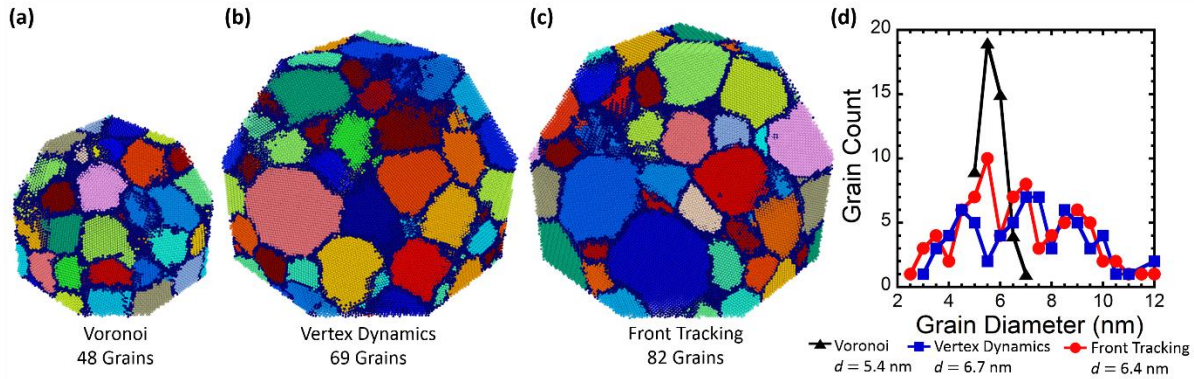 (a)
(b)
(c)
(d)
Voronoi
48 Grains
Vertex Dynamics
69 Grains
Front Tracking
82 Grains
20
15
10
5
0
Grain Count
2 4 6 8 10 12
Grain Diameter (nm)
Voronoi
d = 5.4 nm
Vertex Dynamics
d = 6.7 nm
Front Tracking
d = 6.4 nm